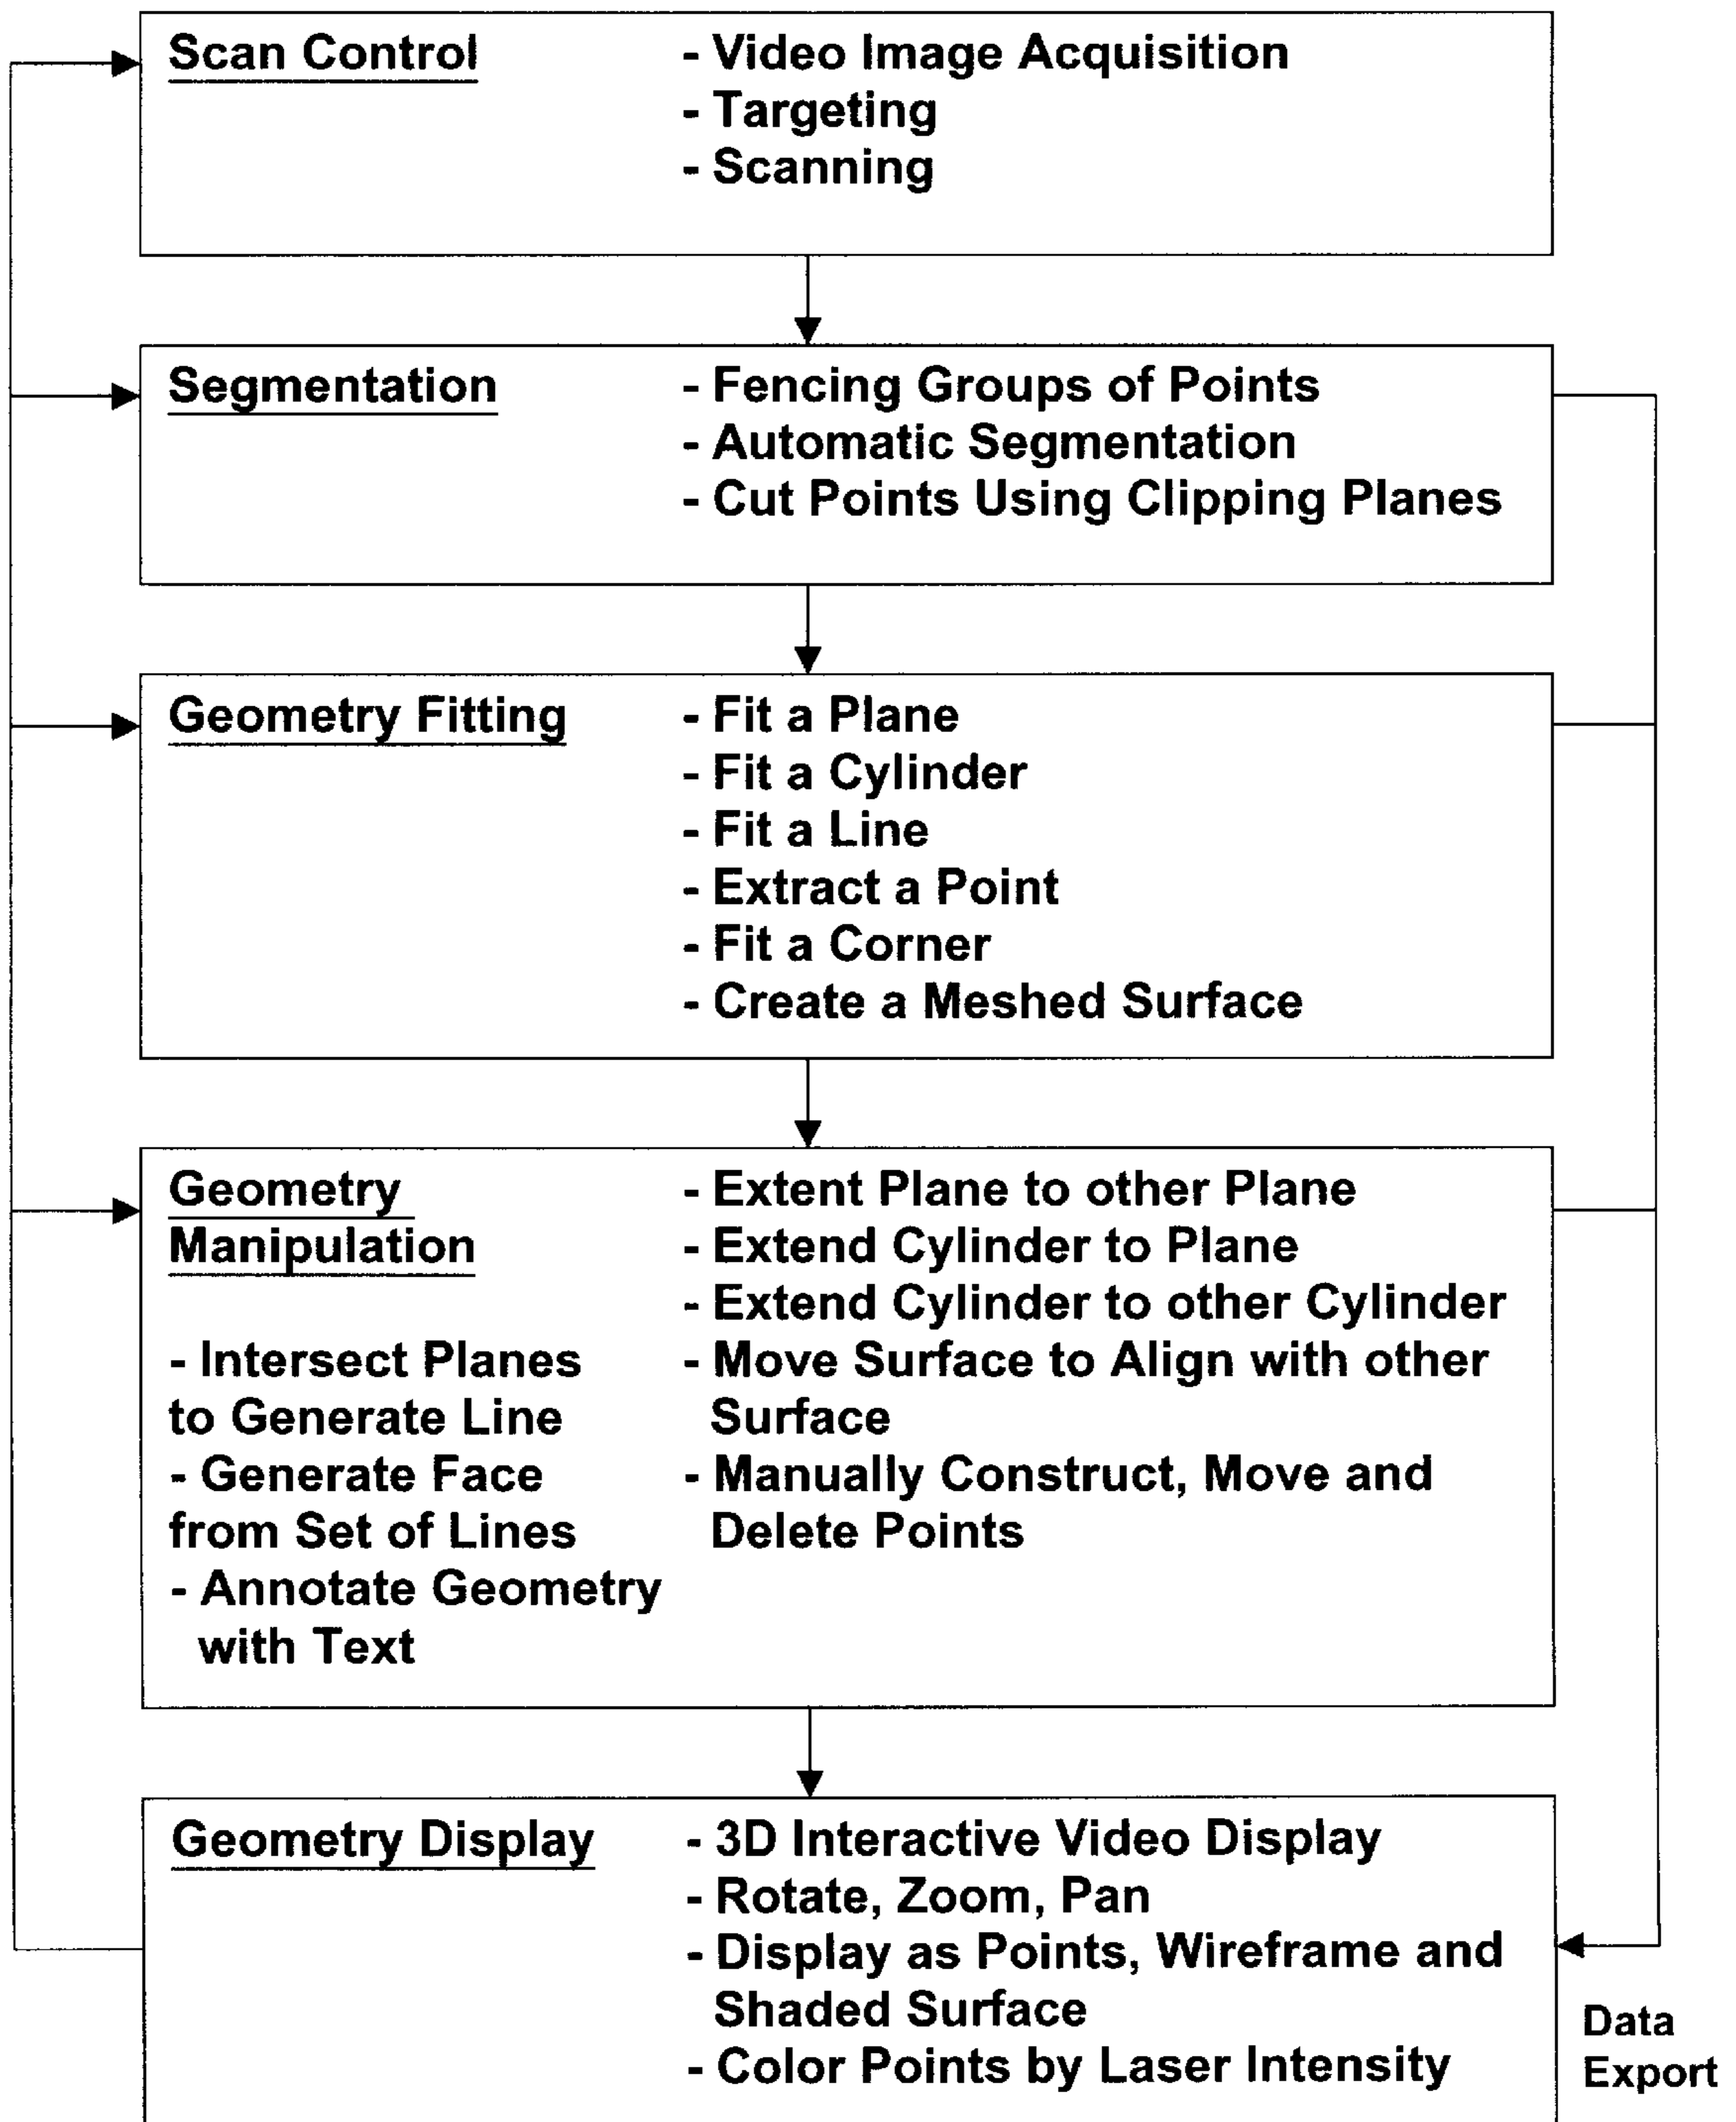 Scan Control
- Video Image Acquisition
- Targeting
- Scanning
Segmentation
- Fencing Groups of Points
- Automatic Segmentation
- Cut Points Using Clipping Planes
Geometry Fitting
- Fit a Plane
- Fit a Cylinder
- Fit a Line
- Extract a Point
- Fit a Corner
- Create a Meshed Surface
Geometry
Manipulation
- Intersect Planes
to Generate Line
- Generate Face
from Set of Lines
- Annotate Geometry
with Text
- Extent Plane to other Plane
- Extend Cylinder to Plane
- Extend Cylinder to other Cylinder
- Move Surface to Align with other
Surface
- Manually Construct, Move and
Delete Points
Geometry Display
- 3D Interactive Video Display
- Rotate, Zoom, Pan
- Display as Points, Wireframe and
Shaded Surface
- Color Points by Laser Intensity
Data
Export